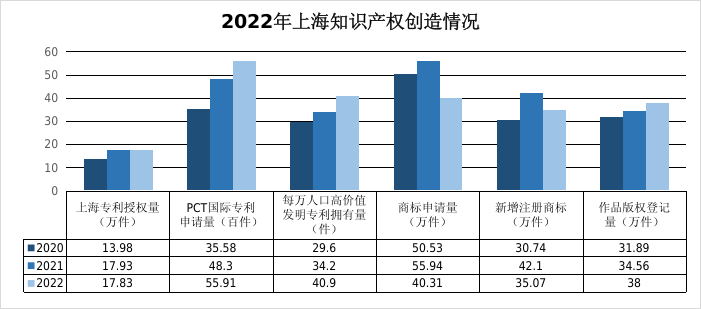 2022年上海知识产权创造情况
60
50
40
30
20
10
0
上海专利授权量
（万件）
PCT国际专利
申请量（百件）
每万人口高价值
发明专利拥有量
（件）
商标申请量
（万件）
新增注册商标
（万件）
作品版权登记
量（万件）
2020 13.98 35.58 29.6 50.53 30.74 31.89
2021 17.93 48.3 34.2 55.94 42.1 34.56
2022 17.83 55.91 40.9 40.31 35.07 38